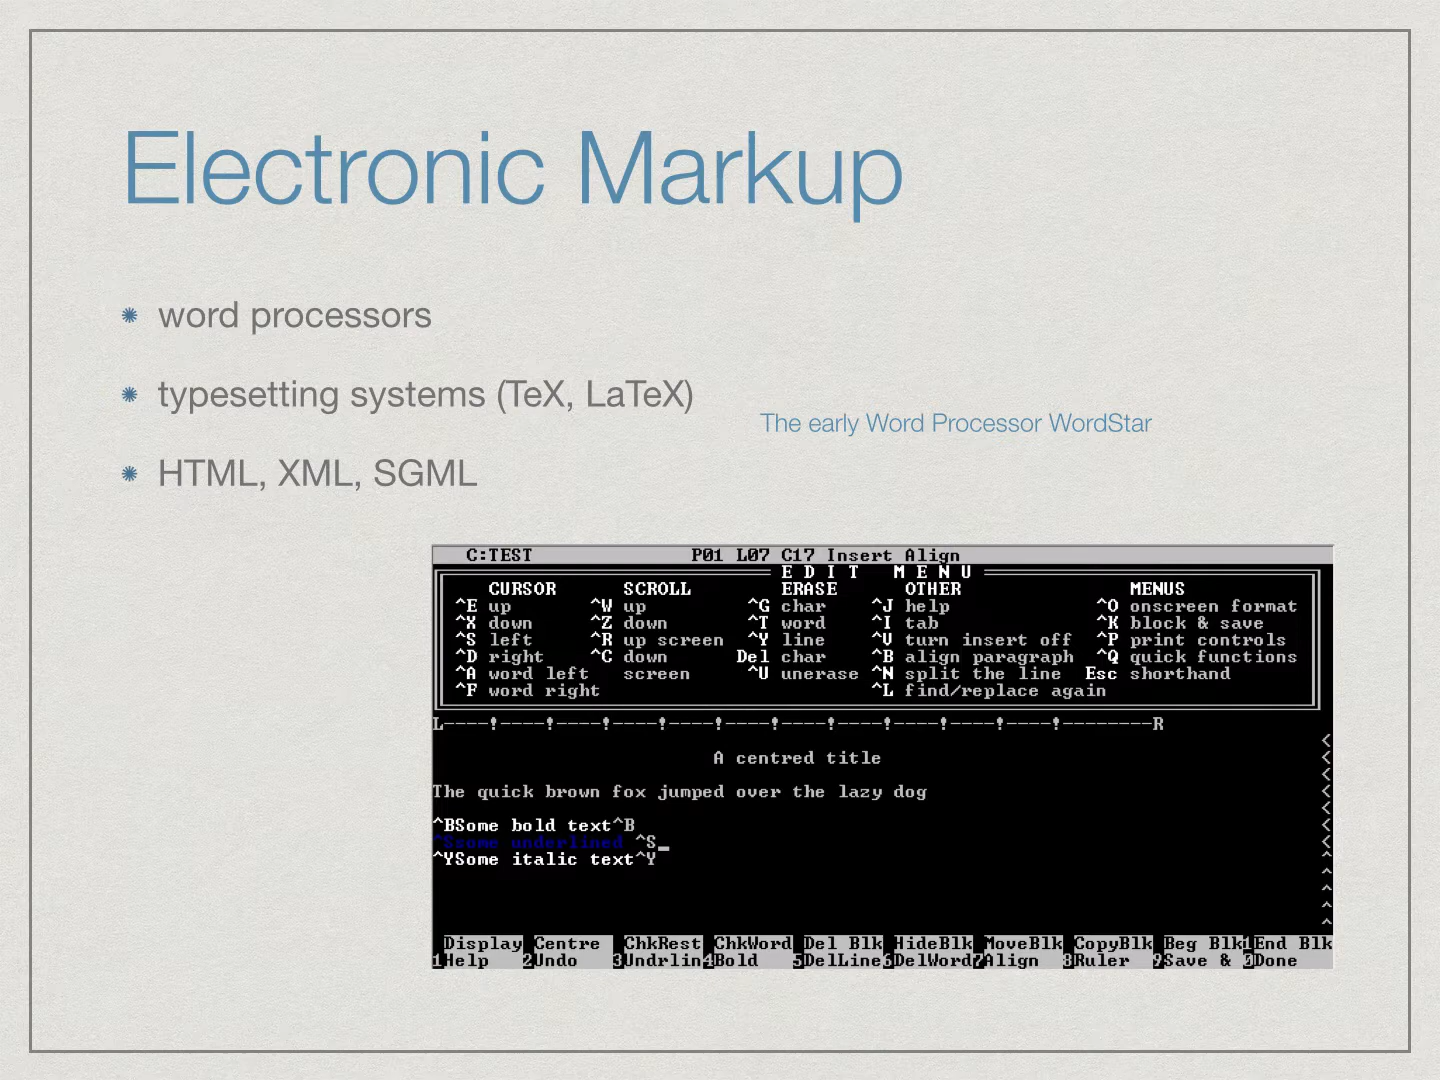 Electronic Markup
word processors
typesetting systems (TeX, LaTeX)
The early Word Processor WordStar
HTML, XML, SGML
C:TEST P01 L07 C17 Insert Align
E D I T M E N U
CURSOR SCROLL ERASE OTHER MENUS
^E up ^W up ^G char ^J help ^O onscreen format
^X down ^Z down ^T word ^I tab ^K block & save
^S left ^R up screen ^Y line ^V turn insert off ^P print controls
^D right ^C down Del char ^B align paragraph ^Q quick functions
^A word left screen ^U unerase ^N split the line Esc shorthand
^F word right ^L find/replace again
L----!----!----!----!----!----!----!----!----!----!----!--------R
A centred title
The quick brown fox jumped over the lazy dog
^BSome bold text^B
^Ssome underlined ^S_
^YSome italic text^Y
Display Centre ChkRest ChkWord Del Blk HideBlk MoveBlk CopyBlk Beg Blk End Blk
1Help 2Undo 3Undrlin 4Bold 5DelLine 6DelWord 7Align 8Ruler 9Save & 0Done